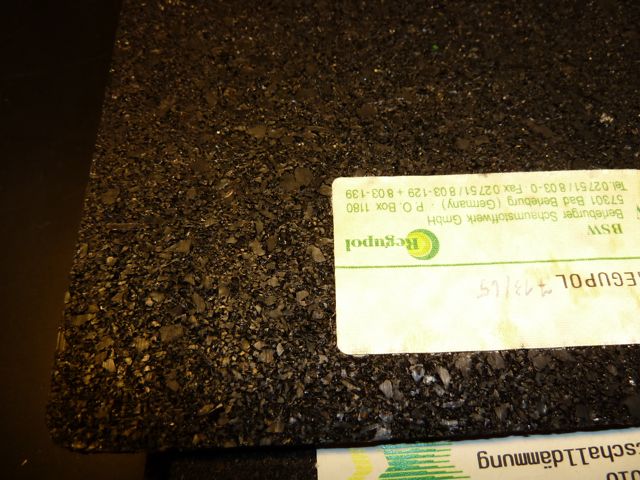 BSW
Berleburger Schaumstoffwerk GmbH
57301 Bad Berleburg (Germany) · P.O. Box 1180
Tel.02751/803-0·Fax 02751/803-129 + 803-139
Regupol
EGUPOL